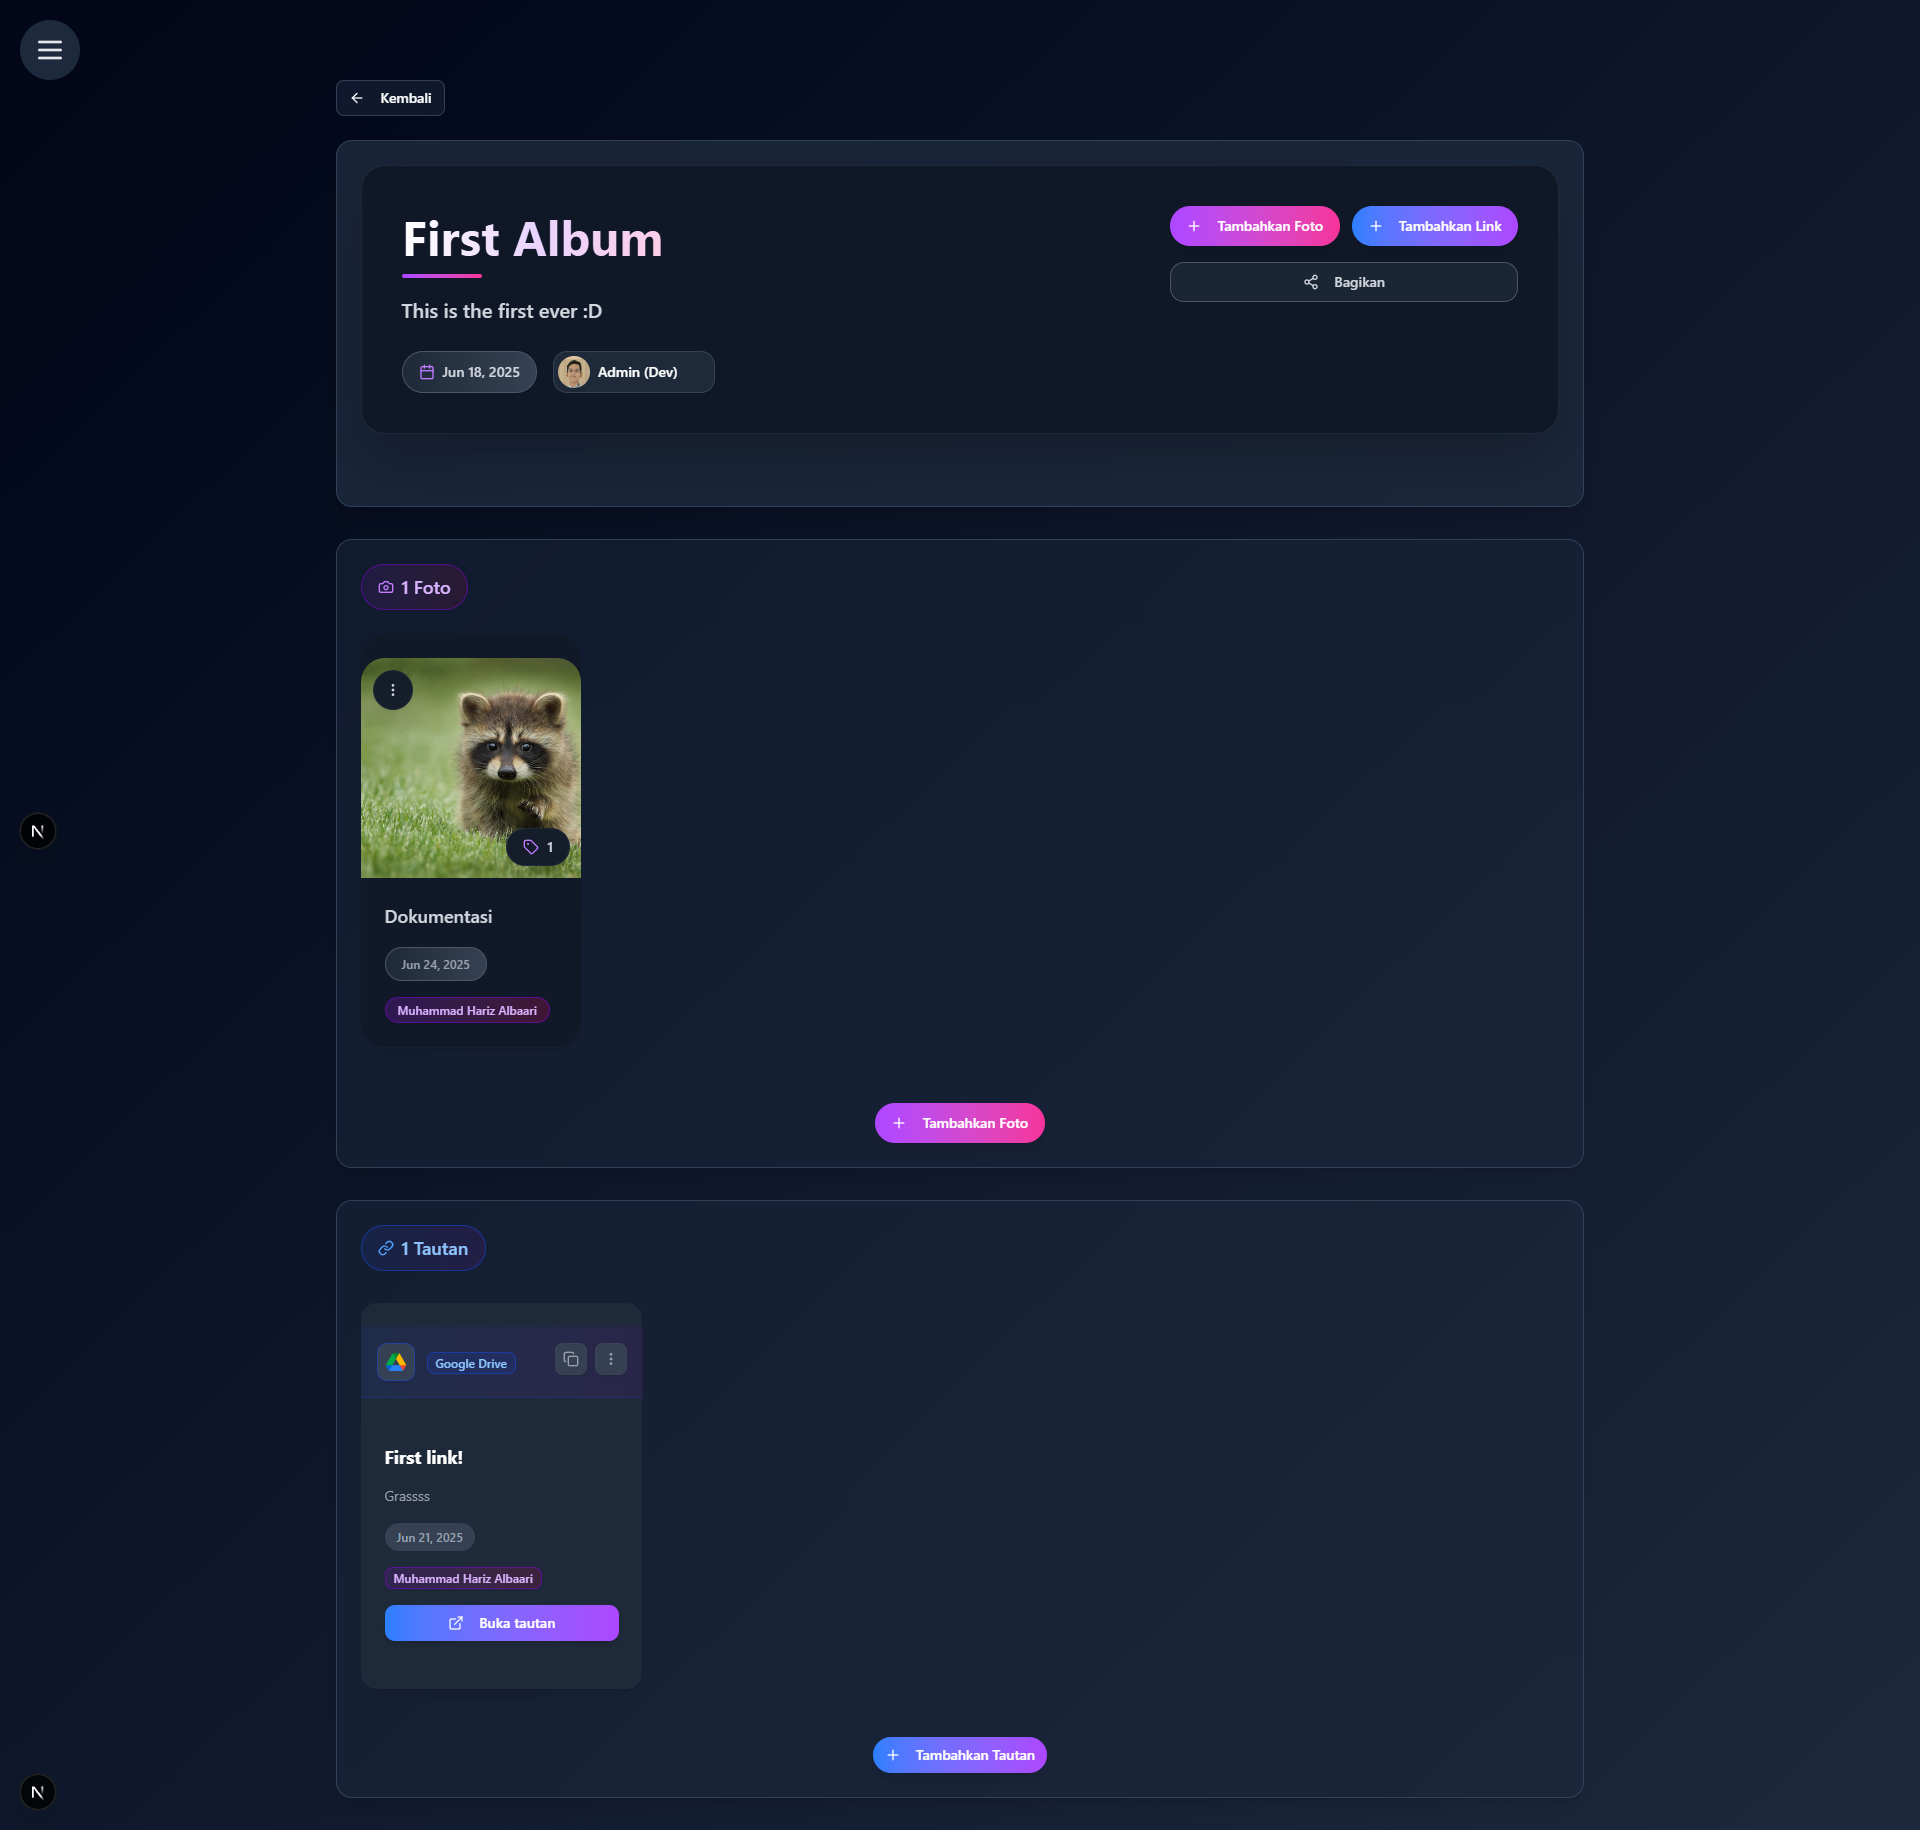 Kembali
First Album
Tambahkan Foto
Tambahkan Link
Bagikan
This is the first ever :D
Jun 18, 2025
Admin (Dev)
1 Foto
1
Dokumentasi
Jun 24, 2025
Muhammad Hariz Albaari
Tambahkan Foto
1 Tautan
Google Drive
First link!
Grassss
Jun 21, 2025
Muhammad Hariz Albaari
Buka tautan
Tambahkan Tautan
N
N